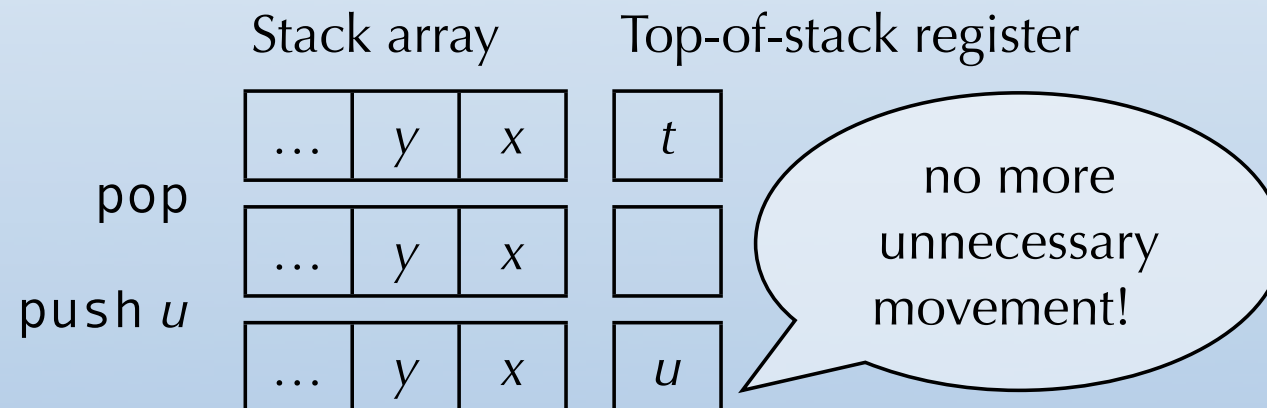 Stack array Top-of-stack register
… y x t
pop
… y x
push u
… y x u
no more
unnecessary
movement!